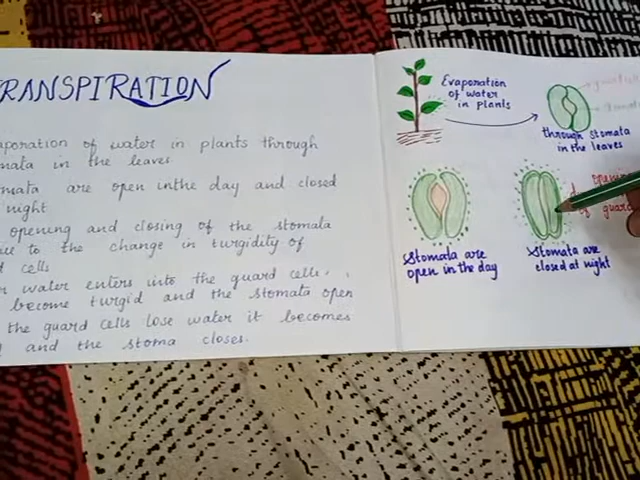 RANSPIRATION
aporation of water in plants through
mata in the leaves
mata are open in the day and closed
night
opening and closing of the stomata
ue to the change in turgidity of
d cells
n water enters into the guard cells,
become turgid and the stomata open
the guard cells lose water it becomes
and the stoma closes.
Evaporation
of water
in plants
through stomata
in the leaves
Stomata are
open in the day
Stomata are
closed at night
openi
of guard